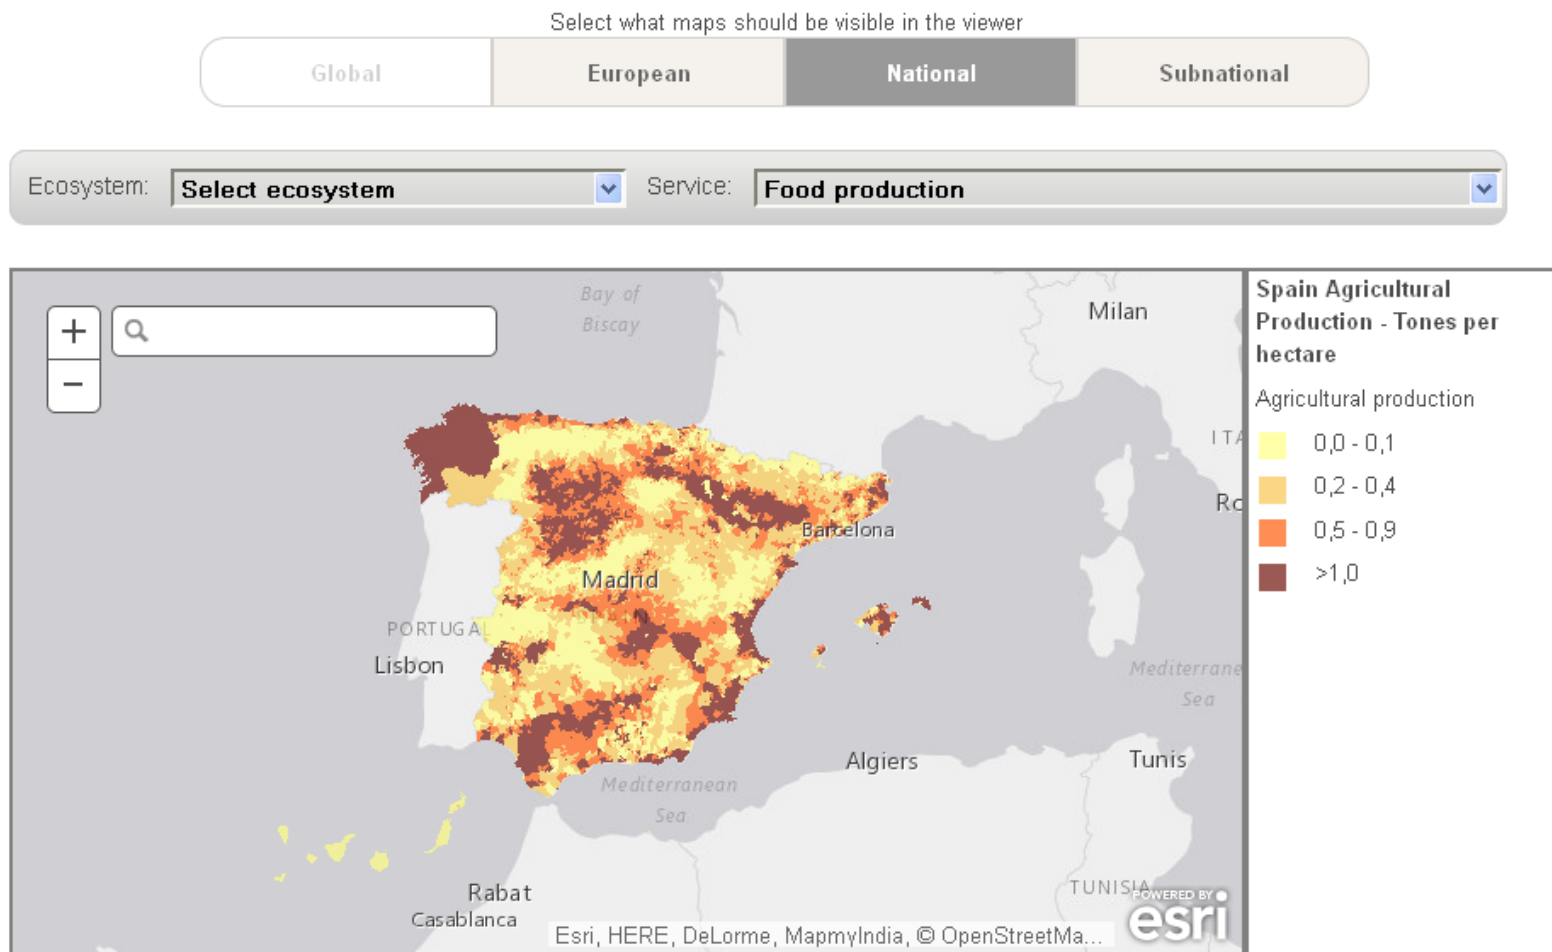 Select what maps should be visible in the viewer
Global
European
National
Subnational
Ecosystem:
Select ecosystem
Service:
Food production
Spain Agricultural
Production - Tones per
hectare
Agricultural production
0,0 - 0,1
0,2 - 0,4
0,5 - 0,9
>1,0
+
−
Bay of
Biscay
Milan
ITA
Ro
Barcelona
Madrid
PORTUGAL
Lisbon
Mediterrane
Sea
Algiers
Tunis
Mediterranean
Sea
Rabat
Casablanca
TUNISIA
POWERED BY
esri
Esri, HERE, DeLorme, MapmyIndia, © OpenStreetMa...